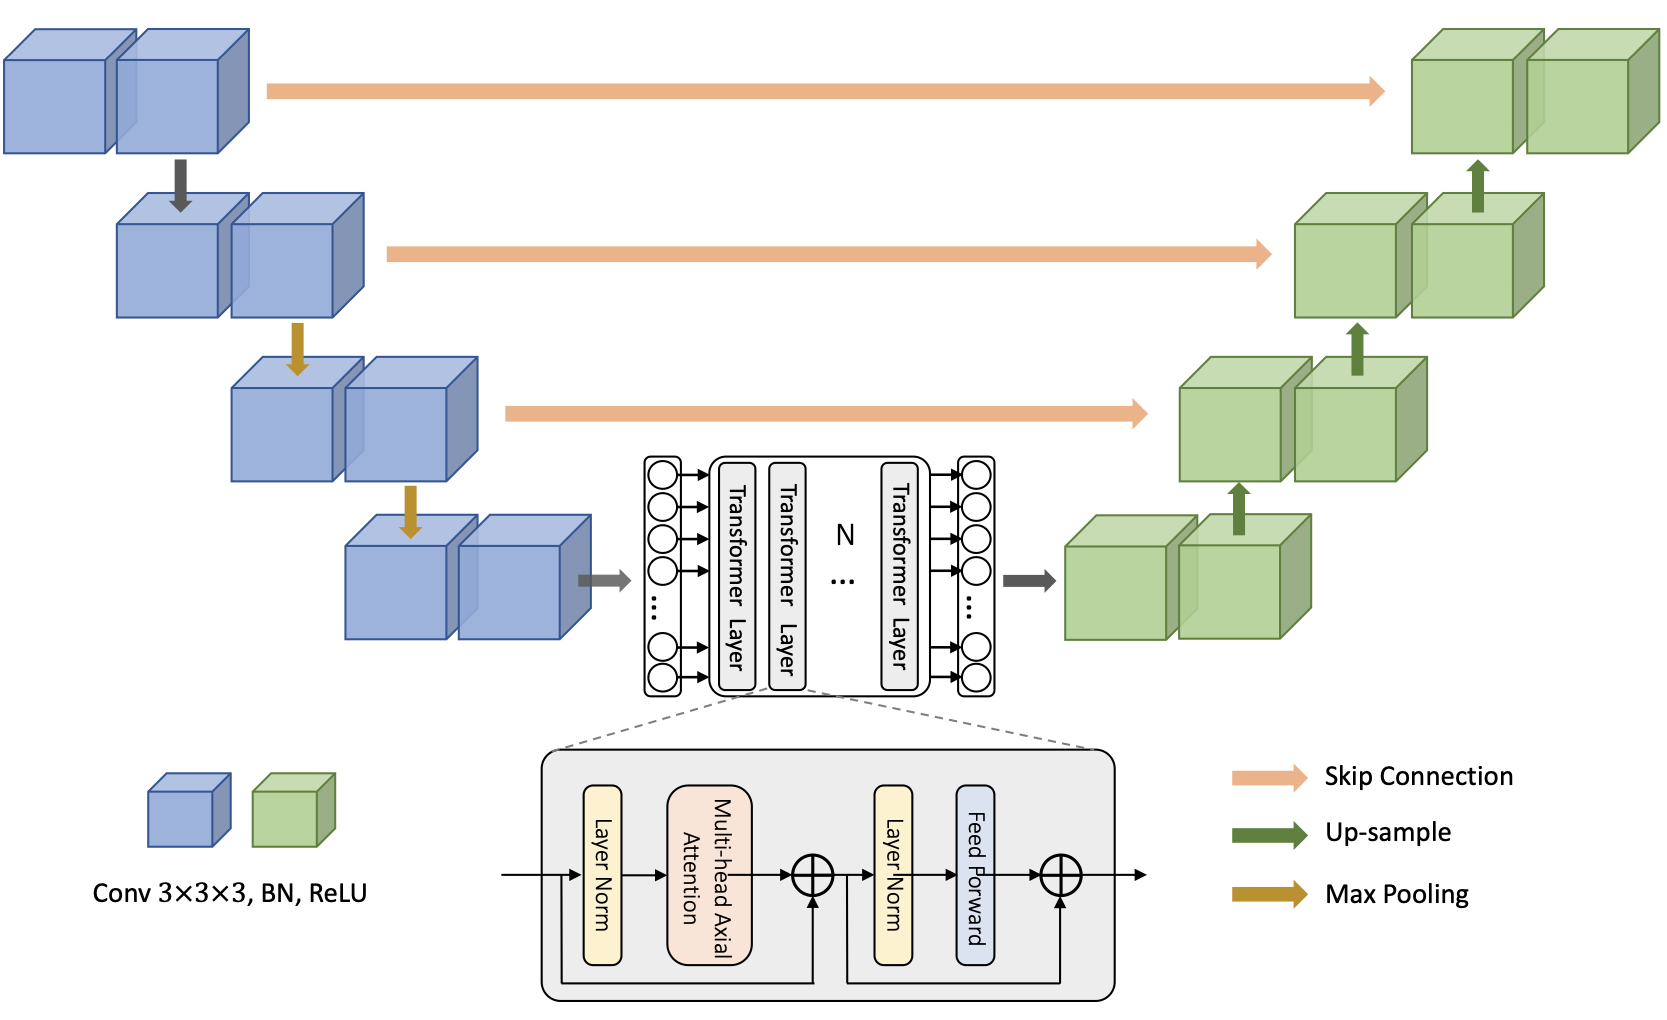 Transformer Layer
Transformer Layer
N
...
Transformer Layer
...
...
Layer Norm
Multi-head Axial
Attention
Layer Norm
Feed Forward
Conv 3×3×3, BN, ReLU
Skip Connection
Up-sample
Max Pooling